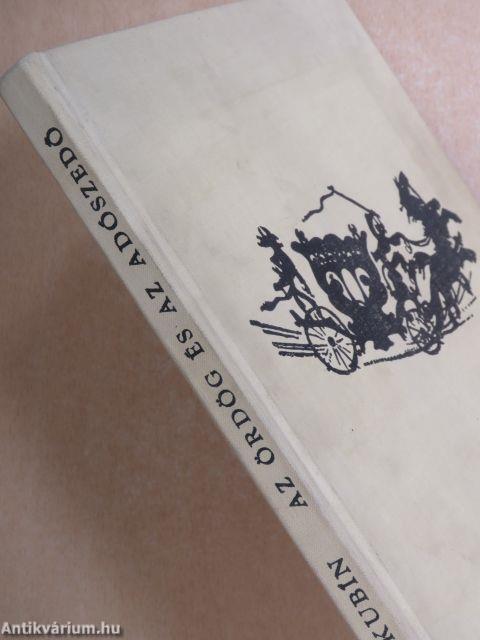 KUBIN
AZ ÖRDÖG ÉS AZ ADÓSZEDŐ
Antikvárium.hu